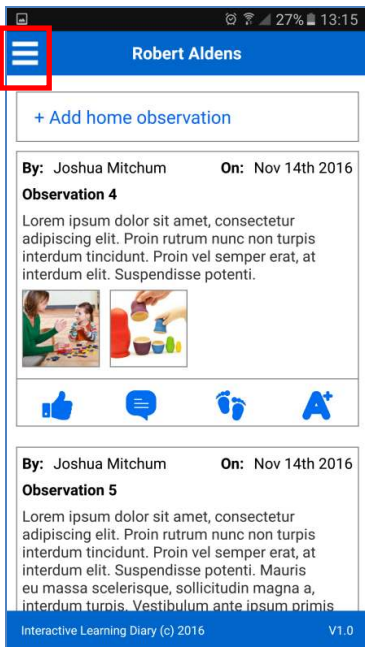 27% 13:15
Robert Aldens
+ Add home observation
By: Joshua Mitchum On: Nov 14th 2016
Observation 4
Lorem ipsum dolor sit amet, consectetur
adipiscing elit. Proin rutrum nunc non turpis
interdum tincidunt. Proin vel semper erat, at
interdum elit. Suspendisse potenti.
A+
By: Joshua Mitchum On: Nov 14th 2016
Observation 5
Lorem ipsum dolor sit amet, consectetur
adipiscing elit. Proin rutrum nunc non turpis
interdum tincidunt. Proin vel semper erat, at
interdum elit. Suspendisse potenti. Mauris
eu massa scelerisque, sollicitudin magna a,
interdum turpis. Vestibulum ante ipsum primis
Interactive Learning Diary (c) 2016 V1.0